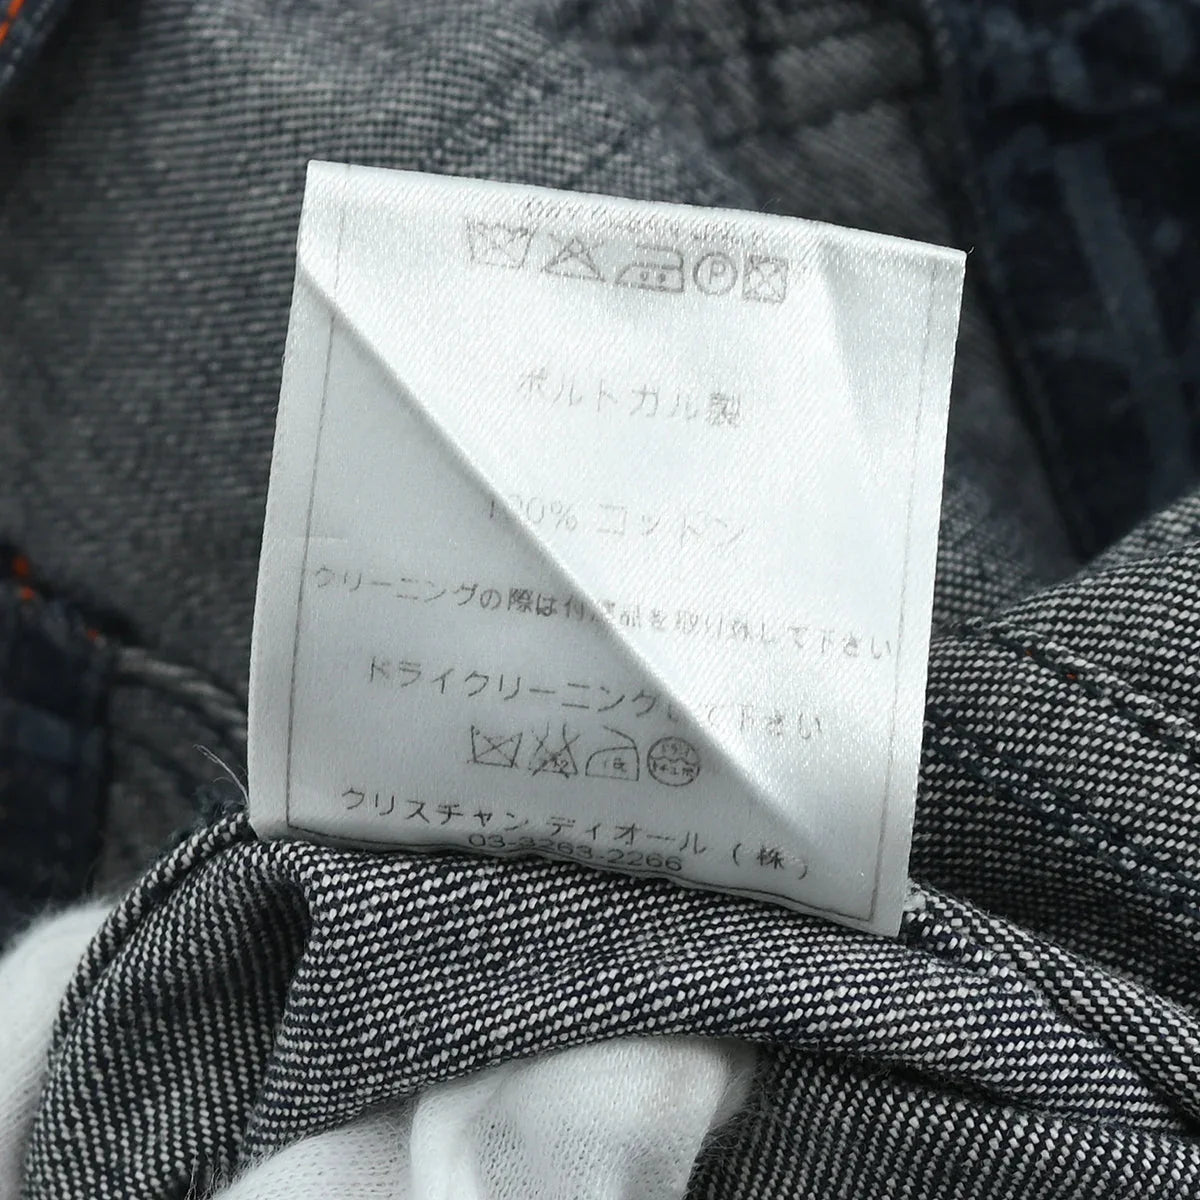 ポルトガル製
100% コットン
クリーニングの際は付属品を取り外して下さい
ドライクリーニングして下さい
クリスチャン ディオール (株)
03-3263-2266